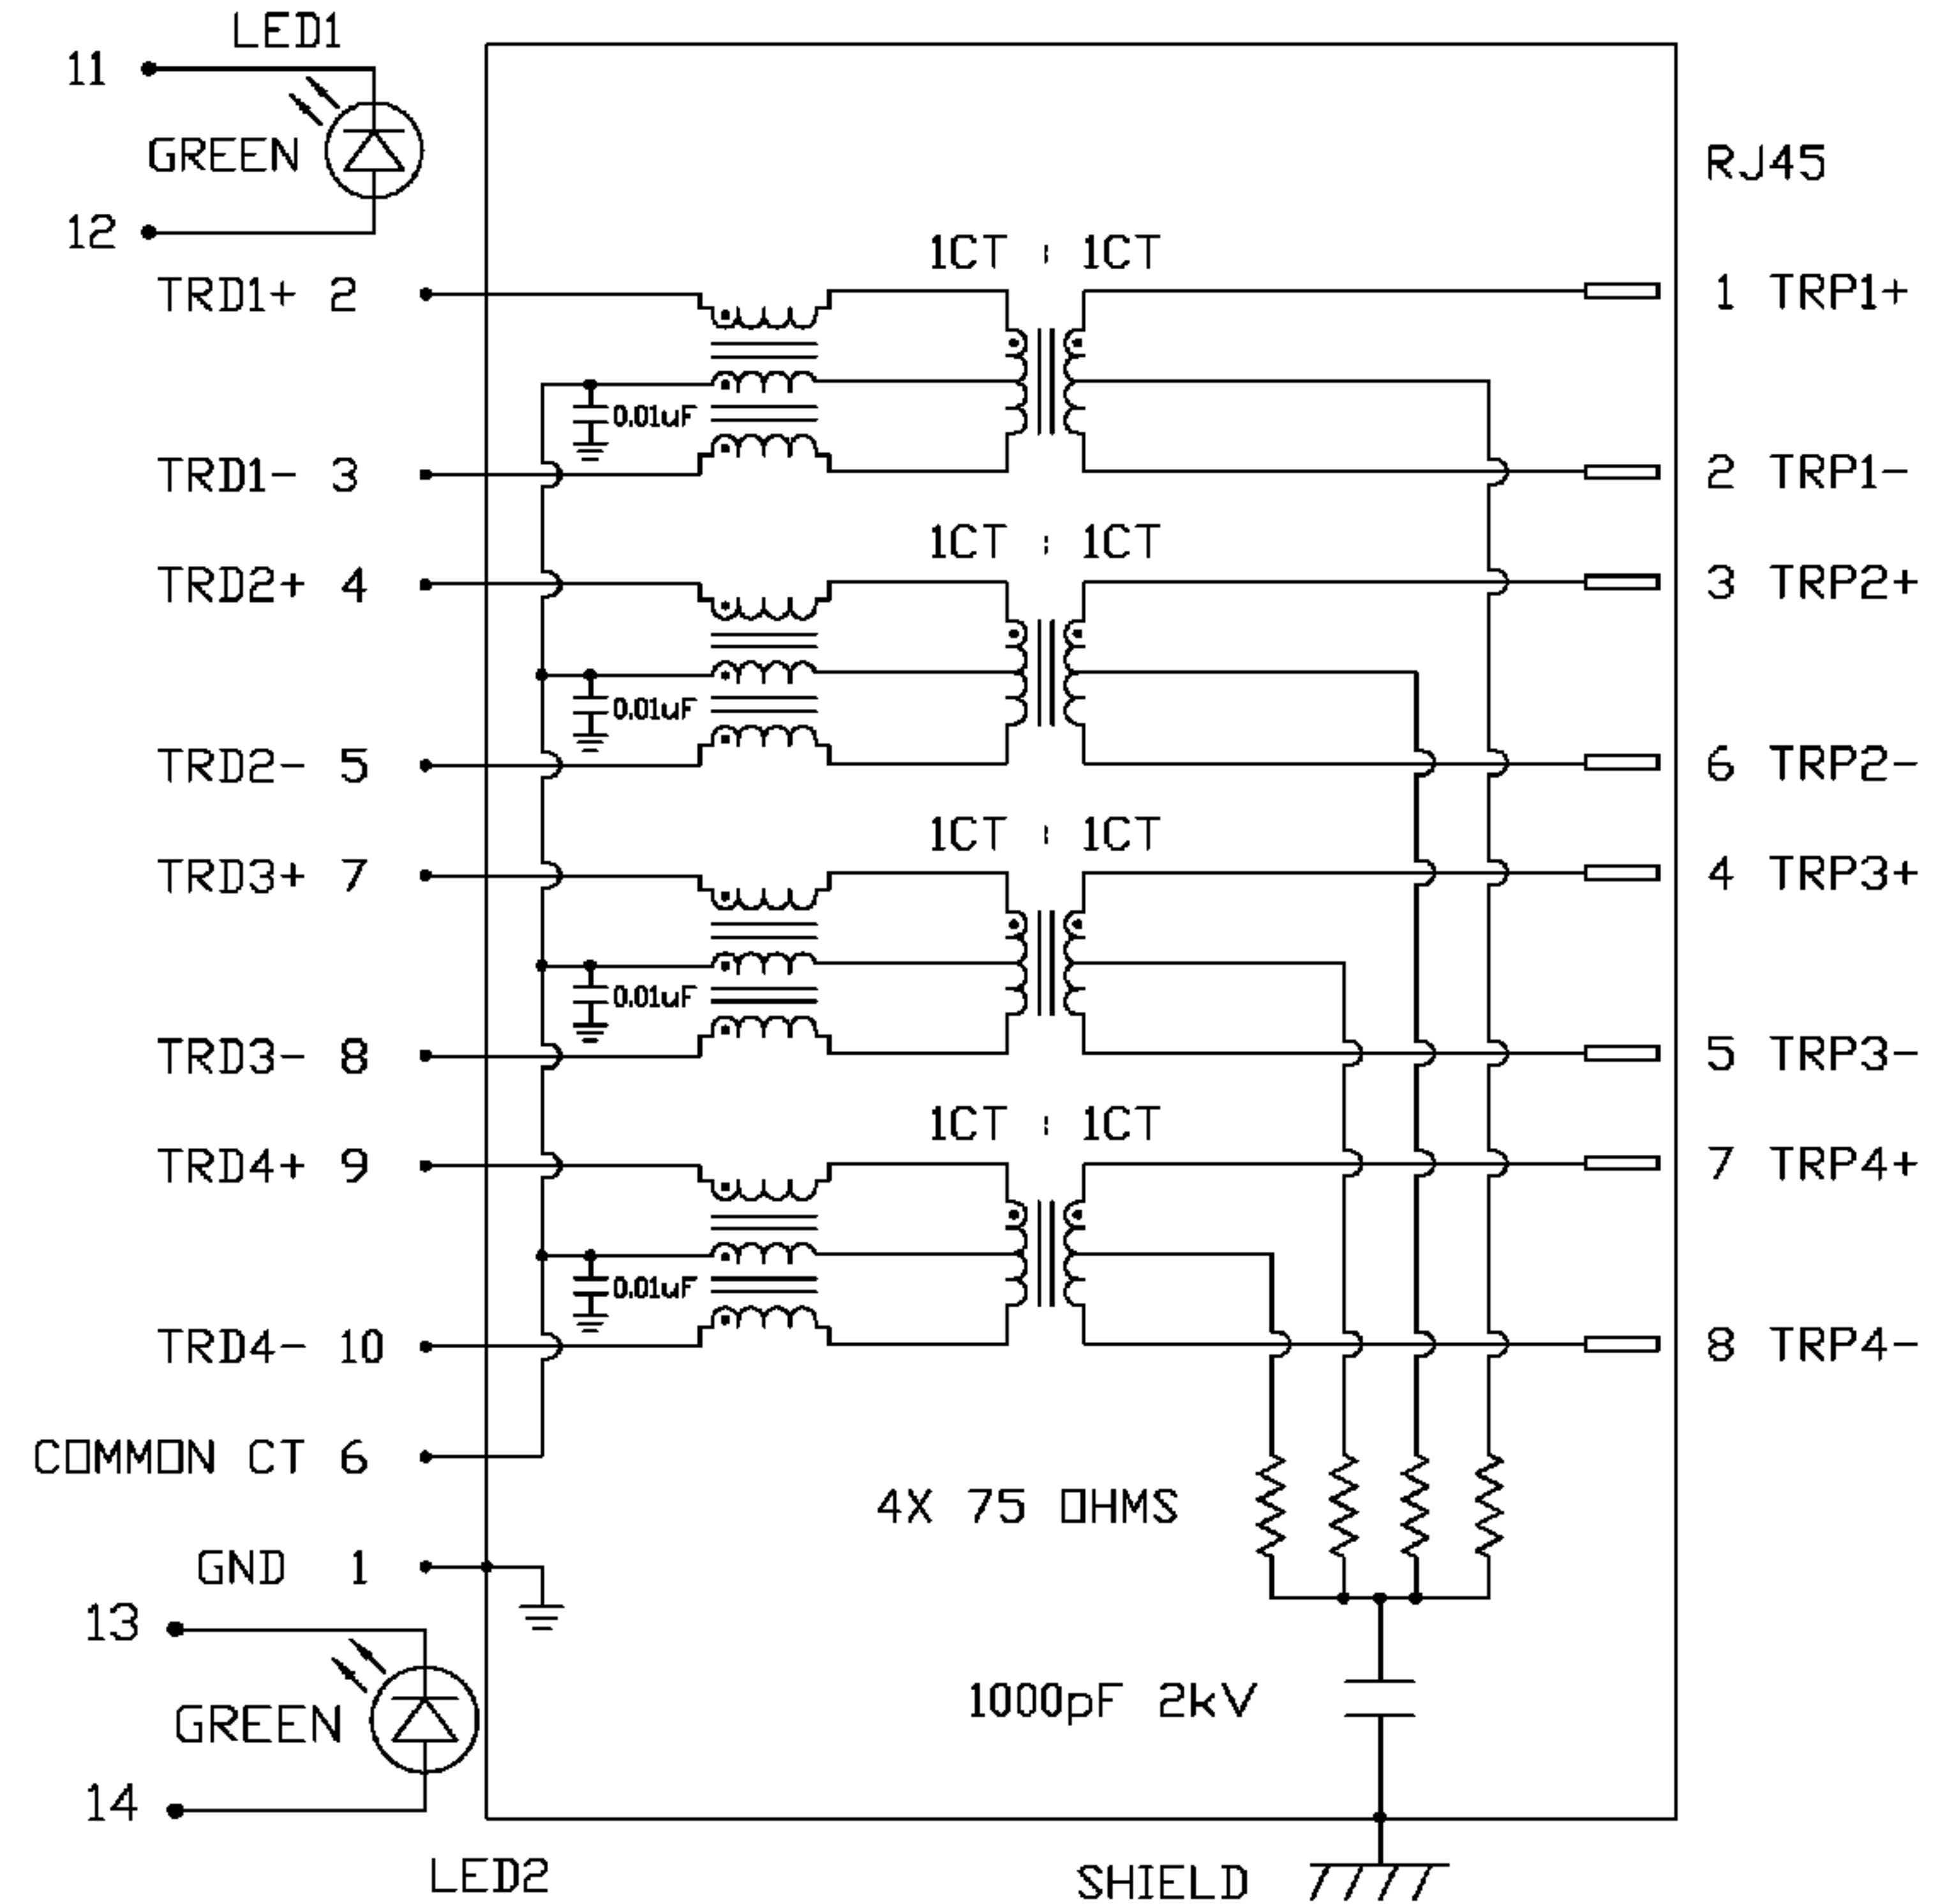 LED1
11
GREEN
RJ45
12
1CT : 1CT
TRD1+ 2
1 TRP1+
0.01uF
TRD1- 3
2 TRP1-
1CT : 1CT
TRD2+ 4
3 TRP2+
0.01uF
TRD2- 5
6 TRP2-
1CT : 1CT
TRD3+ 7
4 TRP3+
0.01uF
TRD3- 8
5 TRP3-
1CT : 1CT
TRD4+ 9
7 TRP4+
0.01uF
TRD4- 10
8 TRP4-
COMMON CT 6
4X 75 OHMS
GND 1
13
1000pF 2kV
GREEN
14
LED2
SHIELD